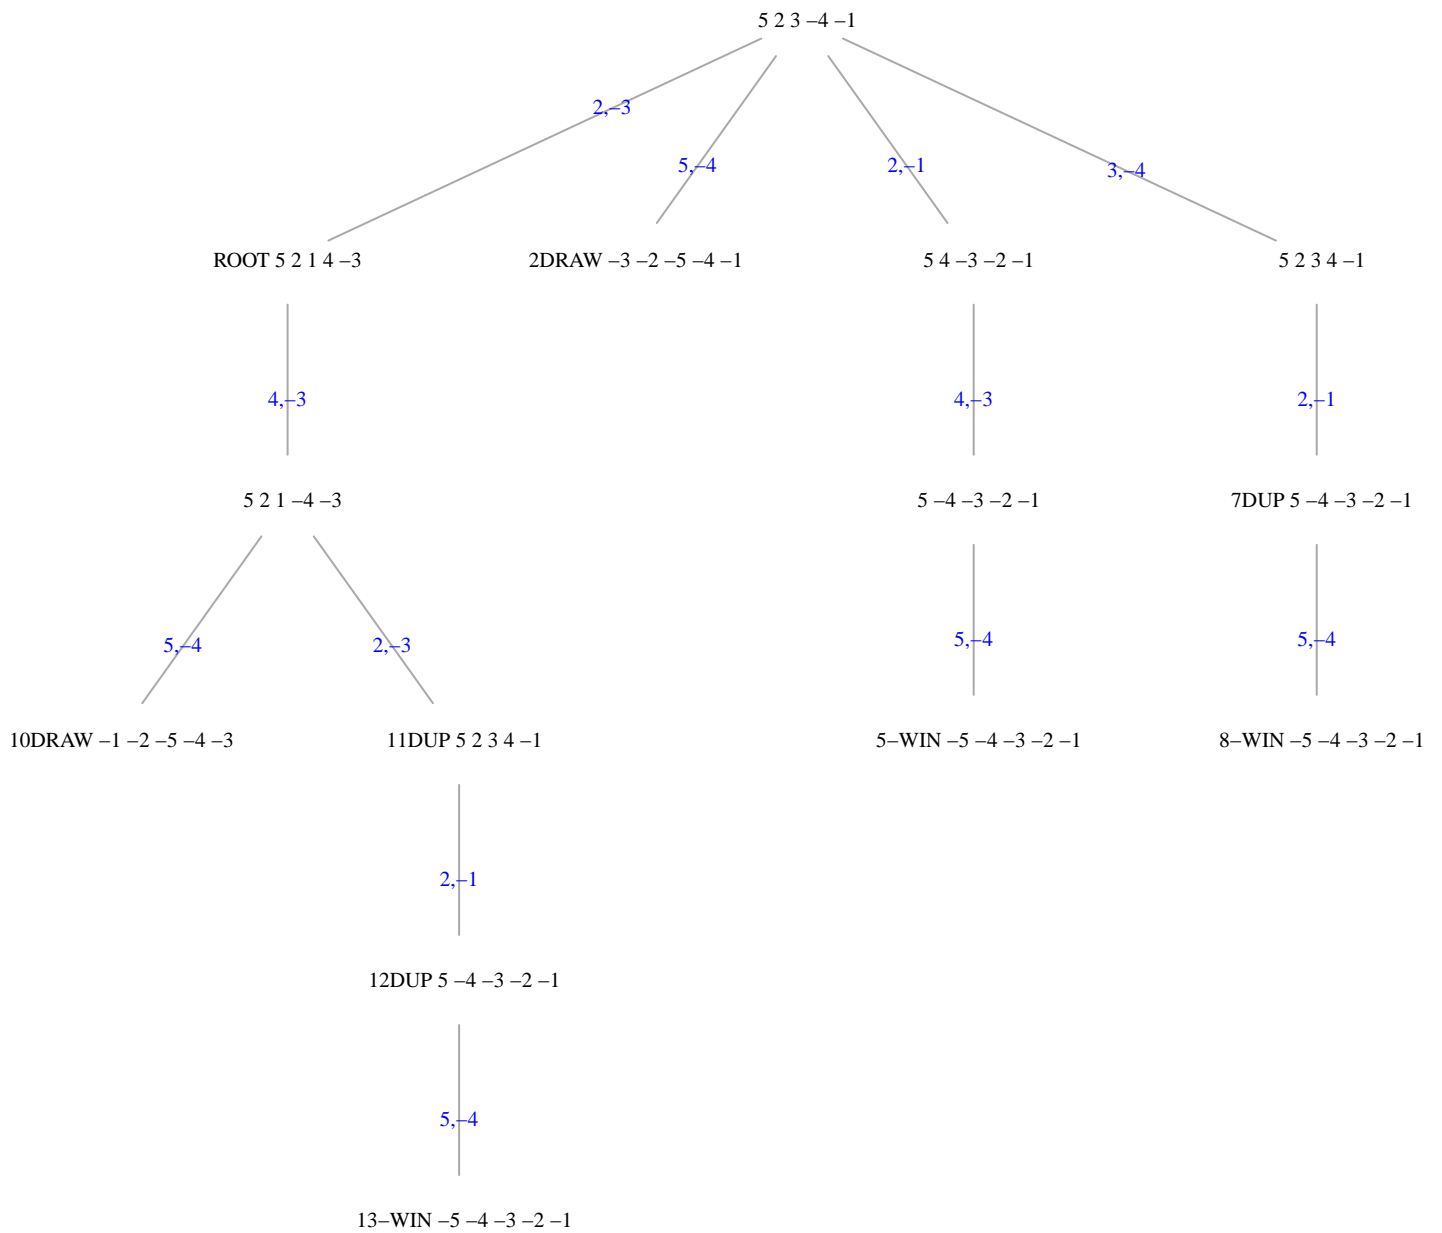 5 2 3 –4 –1
2,–3
5,–4
2,–1
3,–4
ROOT 5 2 1 4 –3
2DRAW –3 –2 –5 –4 –1
5 4 –3 –2 –1
5 2 3 4 –1
4,–3
4,–3
2,–1
5 2 1 –4 –3
5 –4 –3 –2 –1
7DUP 5 –4 –3 –2 –1
5,–4
2,–3
5,–4
5,–4
10DRAW –1 –2 –5 –4 –3
11DUP 5 2 3 4 –1
5–WIN –5 –4 –3 –2 –1
8–WIN –5 –4 –3 –2 –1
2,–1
12DUP 5 –4 –3 –2 –1
5,–4
13–WIN –5 –4 –3 –2 –1